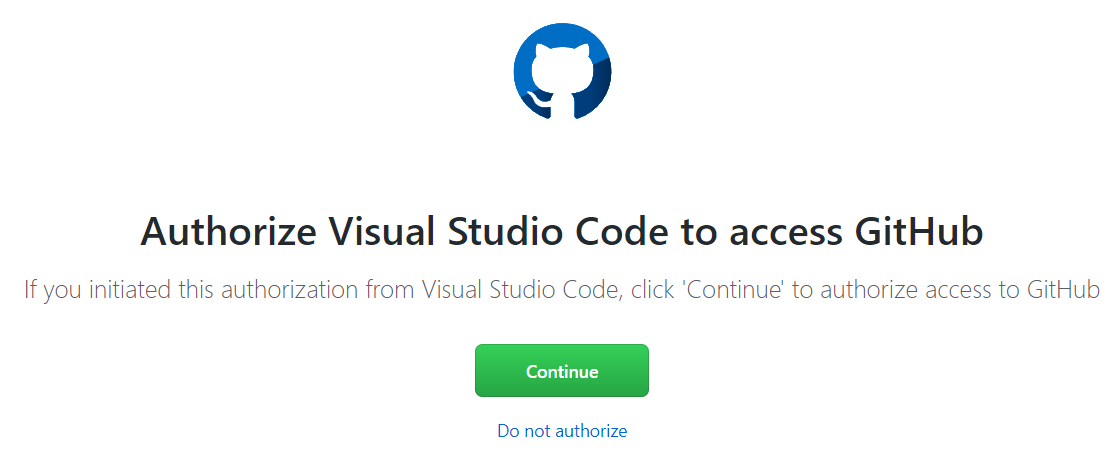 Authorize Visual Studio Code to access GitHub
If you initiated this authorization from Visual Studio Code, click 'Continue' to authorize access to GitHub
Continue
Do not authorize